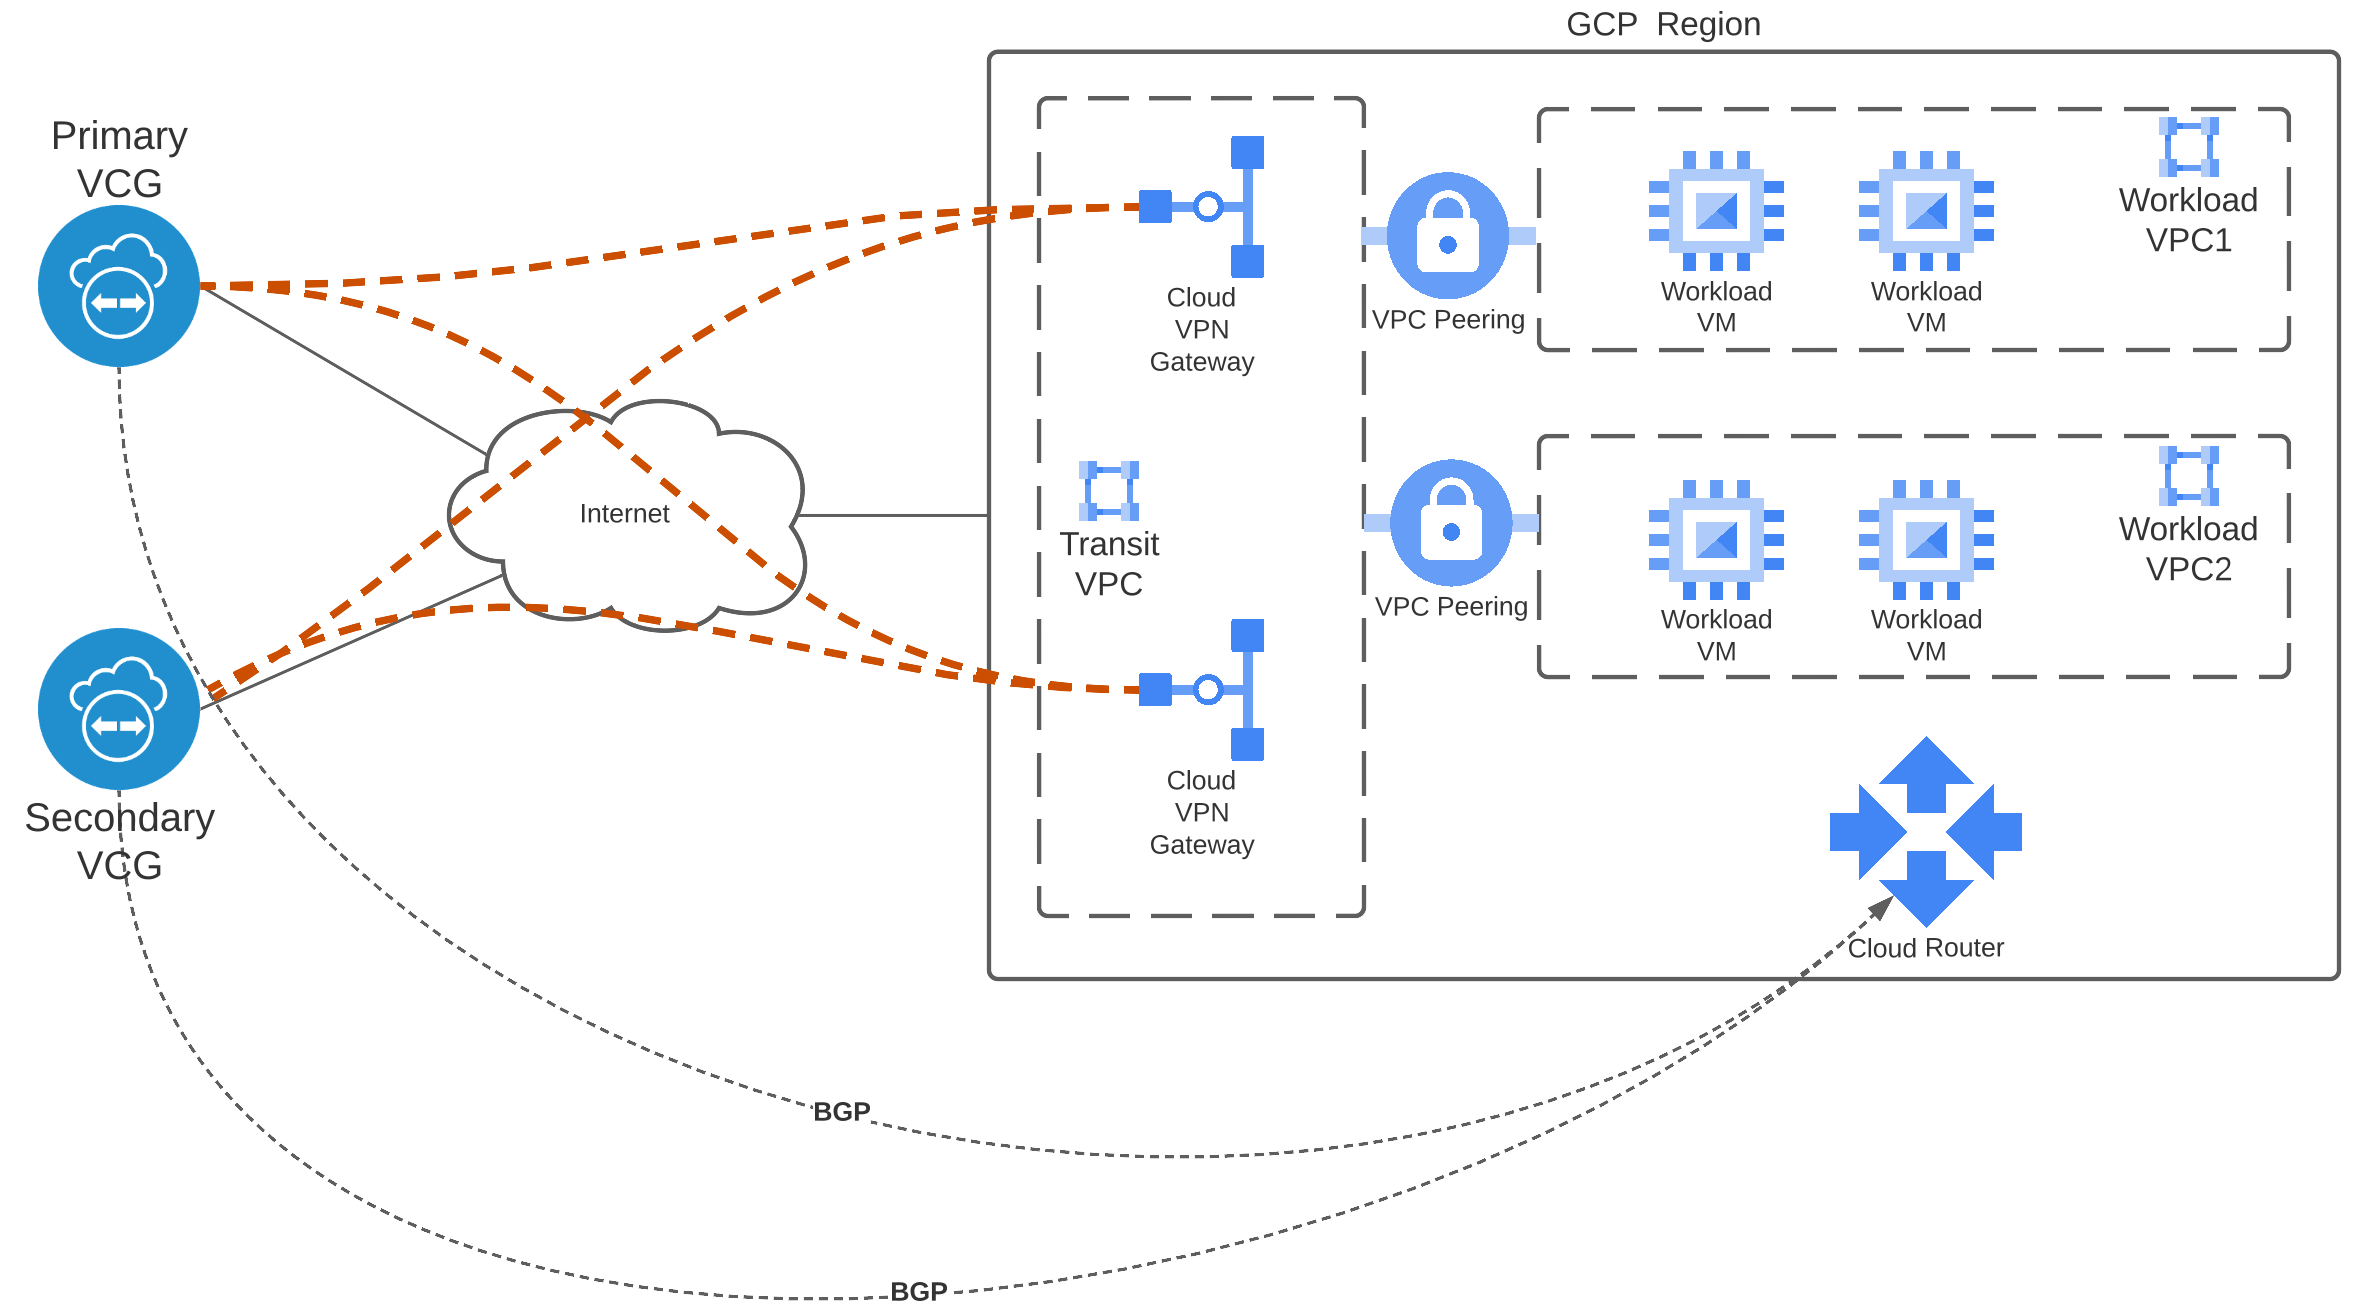 GCP  Region
Primary
VCG
Cloud
VPN
Gateway
VPC Peering
Workload
VM
Workload
VM
Workload
VPC1
Internet
Transit
VPC
VPC Peering
Workload
VM
Workload
VM
Workload
VPC2
Secondary
VCG
Cloud
VPN
Gateway
Cloud Router
BGP
BGP